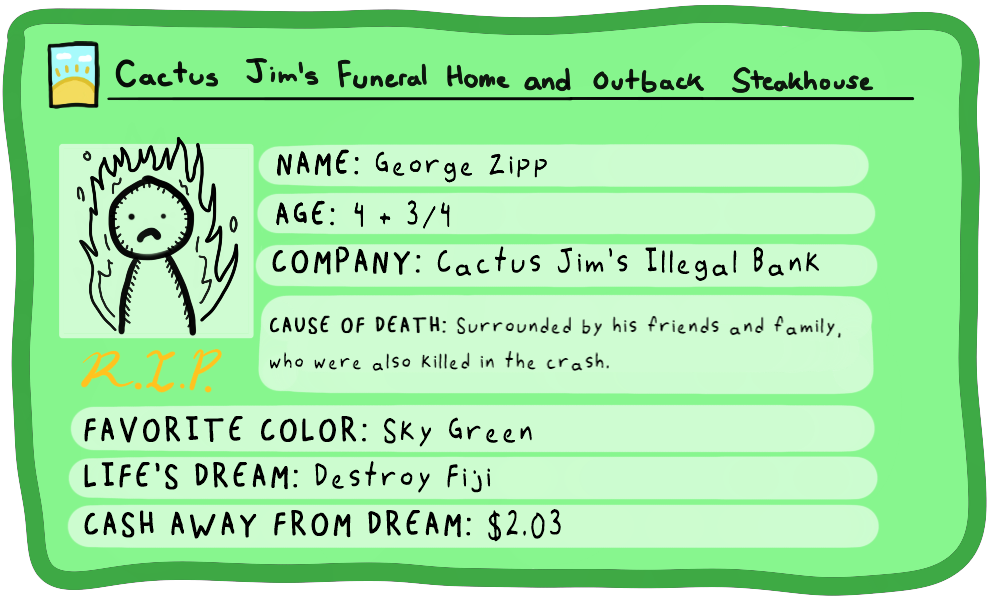 Cactus Jim's Funeral Home and Outback Steakhouse
NAME: George Zipp
AGE: 4 + 3/4
COMPANY: Cactus Jim's Illegal Bank
CAUSE OF DEATH: Surrounded by his friends and family,
who were also killed in the crash.
R.I.P.
FAVORITE COLOR: Sky Green
LIFE'S DREAM: Destroy Fiji
CASH AWAY FROM DREAM: $2.03